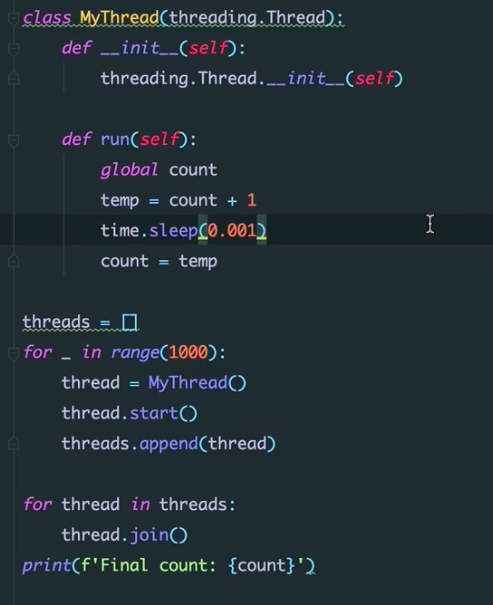 class MyThread(threading.Thread):
    def __init__(self):
        threading.Thread.__init__(self)
    def run(self):
        global count
        temp = count + 1
        time.sleep(0.001)
        count = temp
threads = []
for _ in range(1000):
    thread = MyThread()
    thread.start()
    threads.append(thread)
for thread in threads:
    thread.join()
print(f'Final count: {count}')